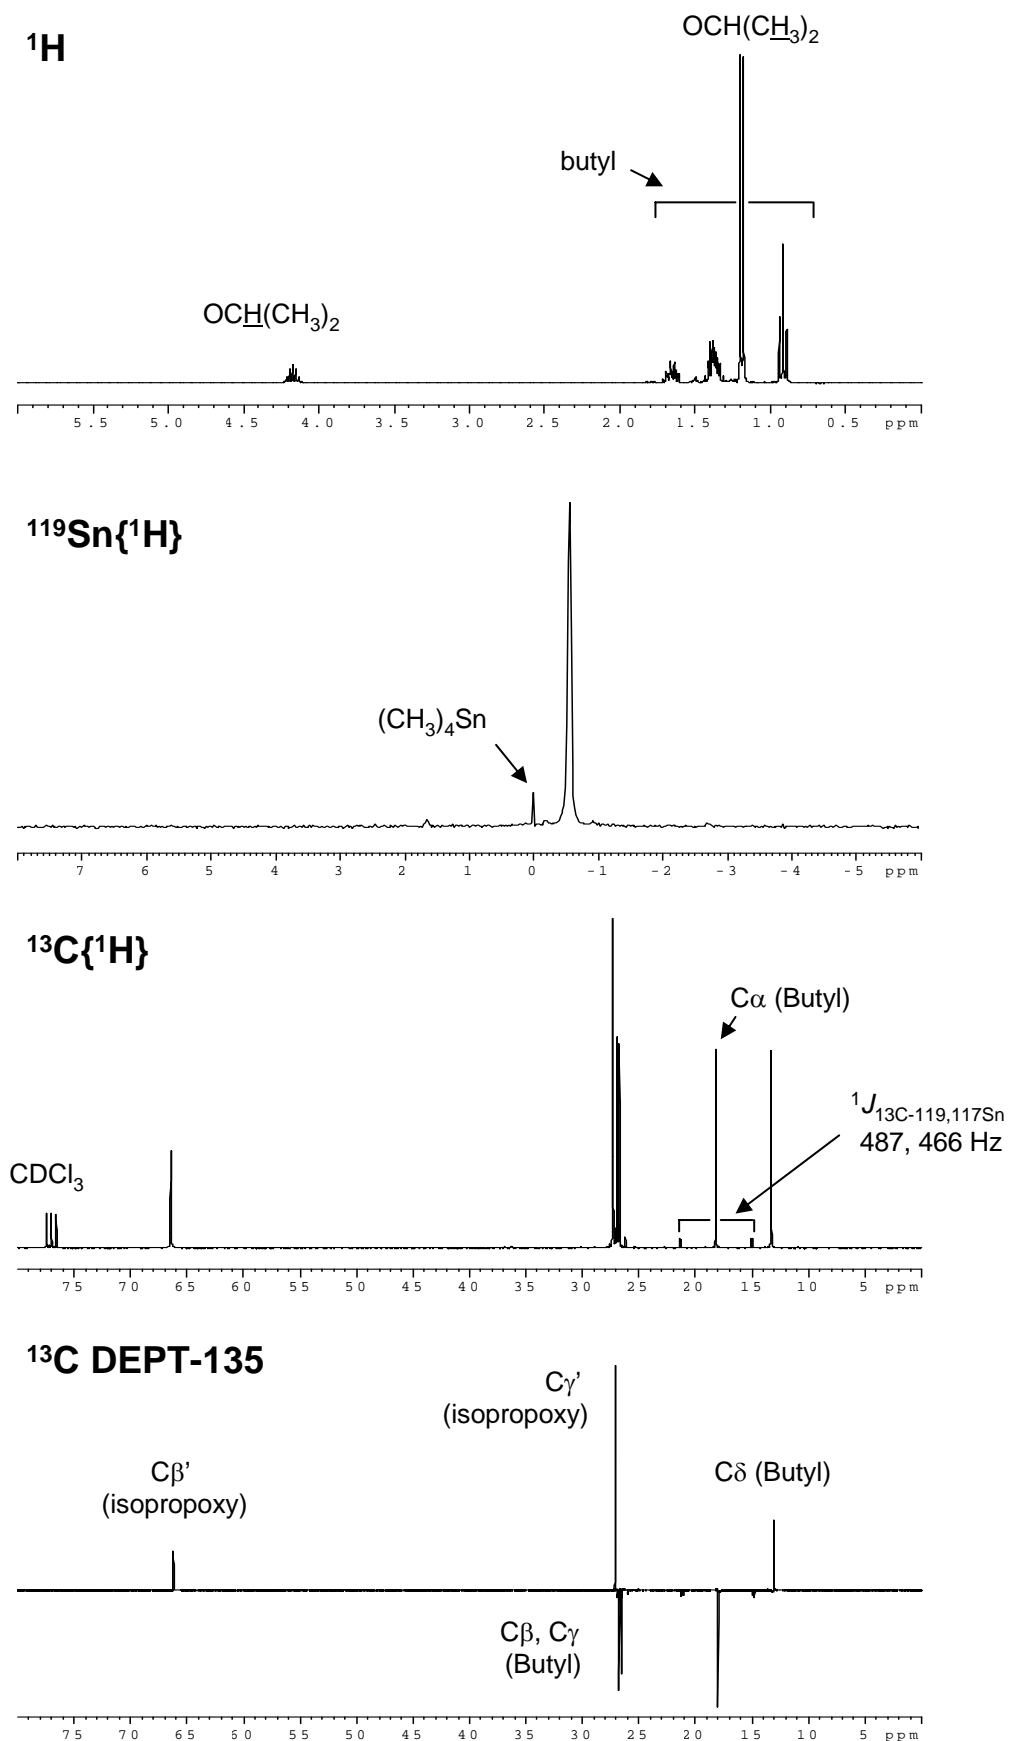 ¹H
OCH(CH₃)₂
butyl
OCH(CH₃)₂
5.5 5.0 4.5 4.0 3.5 3.0 2.5 2.0 1.5 1.0 0.5 ppm
¹¹⁹Sn{¹H}
(CH₃)₄Sn
7 6 5 4 3 2 1 0 -1 -2 -3 -4 -5 ppm
¹³C{¹H}
Cα (Butyl)
¹J₁₃C-₁₁₉,₁₁₇Sn
487, 466 Hz
CDCl₃
75 70 65 60 55 50 45 40 35 30 25 20 15 10 5 ppm
¹³C DEPT-135
Cγ’
(isopropoxy)
Cβ’
(isopropoxy)
Cδ (Butyl)
Cβ, Cγ
(Butyl)
75 70 65 60 55 50 45 40 35 30 25 20 15 10 5 ppm